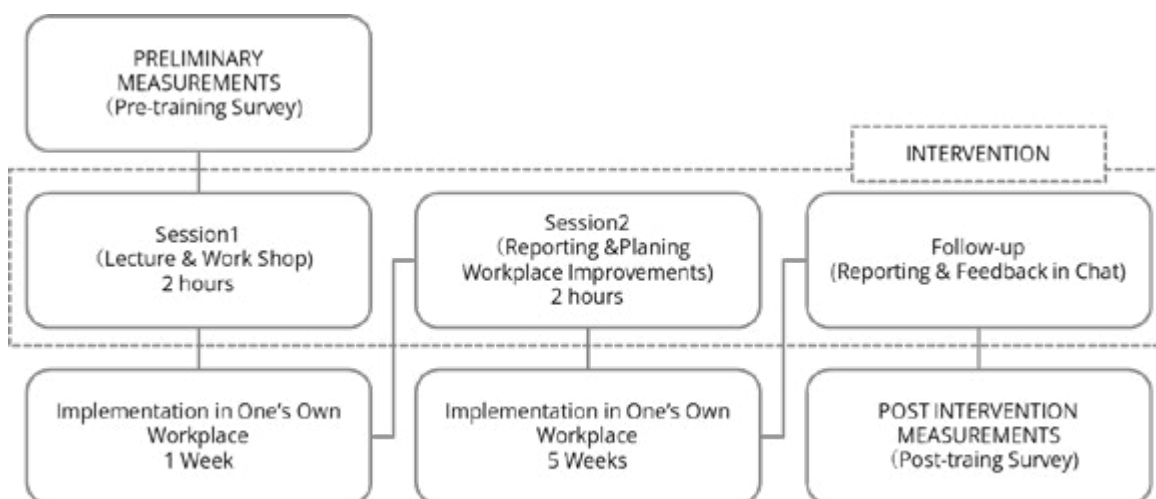 PRELIMINARY
MEASUREMENTS
(Pre-training Survey)
INTERVENTION
Session1
(Lecture & Work Shop)
2 hours
Session2
(Reporting &Planing
Workplace Improvements)
2 hours
Follow-up
(Reporting & Feedback in Chat)
Implementation in One's Own
Workplace
1 Week
Implementation in One's Own
Workplace
5 Weeks
POST INTERVENTION
MEASUREMENTS
(Post-traing Survey)